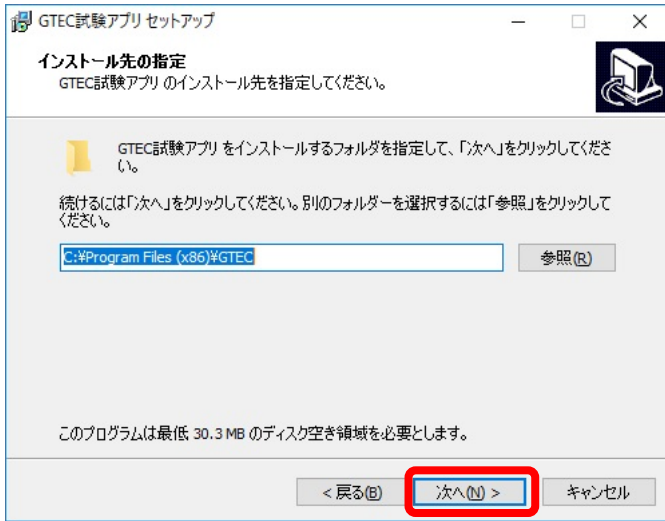 GTEC試験アプリ セットアップ
インストール先の指定
GTEC試験アプリ のインストール先を指定してください。
GTEC試験アプリ をインストールするフォルダを指定して、「次へ」をクリックしてくださ
い。
続けるには「次へ」をクリックしてください。別のフォルダーを選択するには「参照」をクリックして
ください。
C:¥Program Files (x86)¥GTEC
参照(R)
このプログラムは最低 30.3 MB のディスク空き領域を必要とします。
< 戻る(B)
次へ(N) >
キャンセル